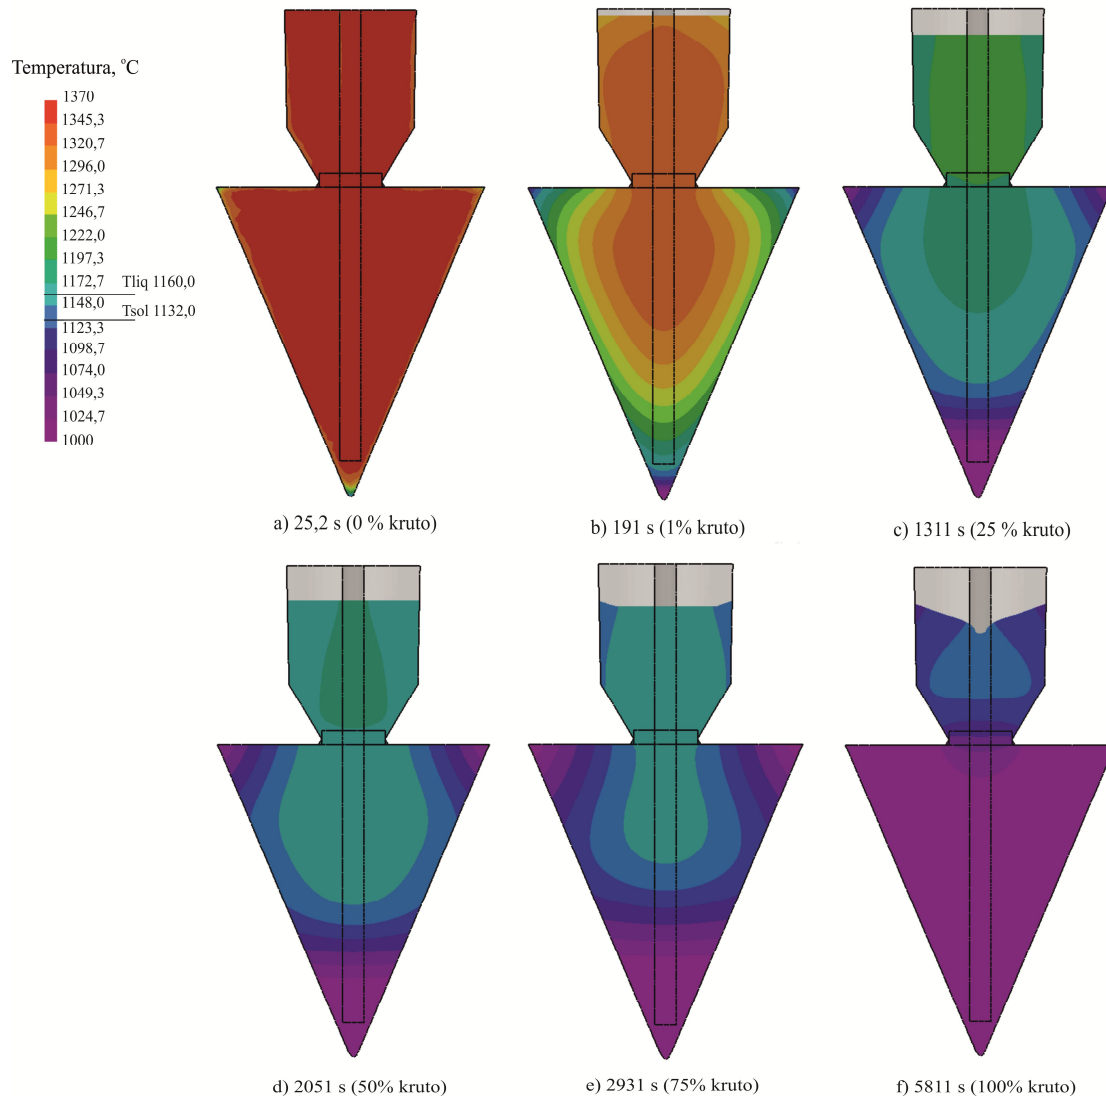 Temperatura, °C
1370
1345,3
1320,7
1296,0
1271,3
1246,7
1222,0
1197,3
1172,7
Tliq 1160,0
1148,0
Tsol 1132,0
1123,3
1098,7
1074,0
1049,3
1024,7
1000
a) 25,2 s (0 % kruto)
b) 191 s (1% kruto)
c) 1311 s (25 % kruto)
d) 2051 s (50% kruto)
e) 2931 s (75% kruto)
f) 5811 s (100% kruto)